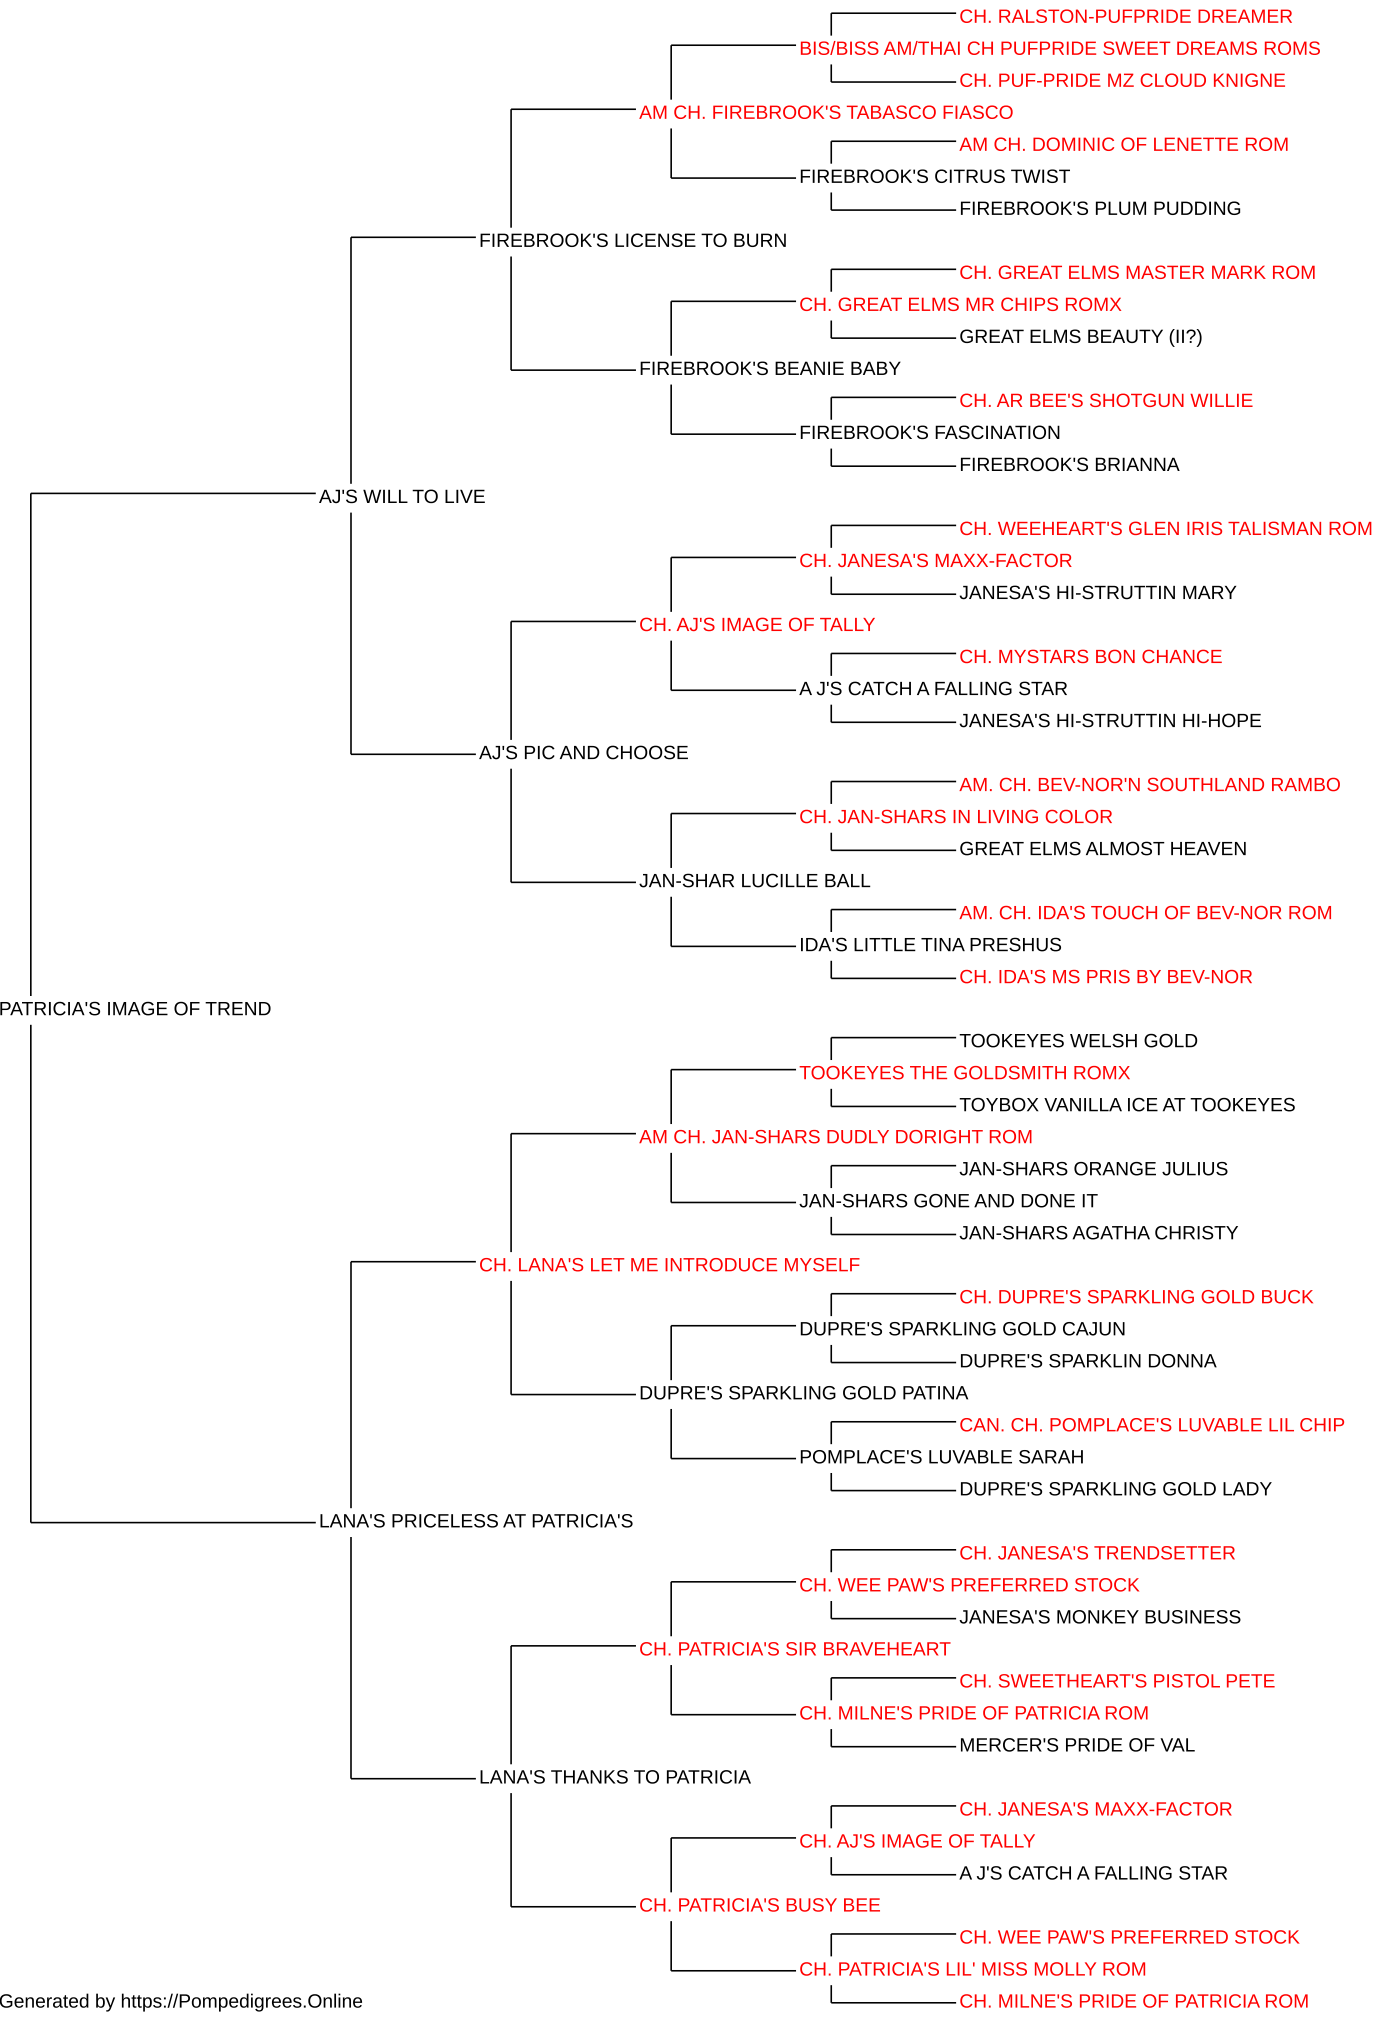 CH. RALSTON-PUFPRIDE DREAMER
BIS/BISS AM/THAI CH PUFPRIDE SWEET DREAMS ROMS
CH. PUF-PRIDE MZ CLOUD KNIGNE
AM CH. FIREBROOK'S TABASCO FIASCO
AM CH. DOMINIC OF LENETTE ROM
FIREBROOK'S CITRUS TWIST
FIREBROOK'S PLUM PUDDING
FIREBROOK'S LICENSE TO BURN
CH. GREAT ELMS MASTER MARK ROM
CH. GREAT ELMS MR CHIPS ROMX
GREAT ELMS BEAUTY (II?)
FIREBROOK'S BEANIE BABY
CH. AR BEE'S SHOTGUN WILLIE
FIREBROOK'S FASCINATION
FIREBROOK'S BRIANNA
AJ'S WILL TO LIVE
CH. WEEHEART'S GLEN IRIS TALISMAN ROM
CH. JANESA'S MAXX-FACTOR
JANESA'S HI-STRUTTIN MARY
CH. AJ'S IMAGE OF TALLY
CH. MYSTARS BON CHANCE
A J'S CATCH A FALLING STAR
JANESA'S HI-STRUTTIN HI-HOPE
AJ'S PIC AND CHOOSE
AM. CH. BEV-NOR'N SOUTHLAND RAMBO
CH. JAN-SHARS IN LIVING COLOR
GREAT ELMS ALMOST HEAVEN
JAN-SHAR LUCILLE BALL
AM. CH. IDA'S TOUCH OF BEV-NOR ROM
IDA'S LITTLE TINA PRESHUS
CH. IDA'S MS PRIS BY BEV-NOR
PATRICIA'S IMAGE OF TREND
TOOKEYES WELSH GOLD
TOOKEYES THE GOLDSMITH ROMX
TOYBOX VANILLA ICE AT TOOKEYES
AM CH. JAN-SHARS DUDLY DORIGHT ROM
JAN-SHARS ORANGE JULIUS
JAN-SHARS GONE AND DONE IT
JAN-SHARS AGATHA CHRISTY
CH. LANA'S LET ME INTRODUCE MYSELF
CH. DUPRE'S SPARKLING GOLD BUCK
DUPRE'S SPARKLING GOLD CAJUN
DUPRE'S SPARKLIN DONNA
DUPRE'S SPARKLING GOLD PATINA
CAN. CH. POMPLACE'S LUVABLE LIL CHIP
POMPLACE'S LUVABLE SARAH
DUPRE'S SPARKLING GOLD LADY
LANA'S PRICELESS AT PATRICIA'S
CH. JANESA'S TRENDSETTER
CH. WEE PAW'S PREFERRED STOCK
JANESA'S MONKEY BUSINESS
CH. PATRICIA'S SIR BRAVEHEART
CH. SWEETHEART'S PISTOL PETE
CH. MILNE'S PRIDE OF PATRICIA ROM
MERCER'S PRIDE OF VAL
LANA'S THANKS TO PATRICIA
CH. JANESA'S MAXX-FACTOR
CH. AJ'S IMAGE OF TALLY
A J'S CATCH A FALLING STAR
CH. PATRICIA'S BUSY BEE
CH. WEE PAW'S PREFERRED STOCK
CH. PATRICIA'S LIL' MISS MOLLY ROM
CH. MILNE'S PRIDE OF PATRICIA ROM
Generated by https://Pompedigrees.Online